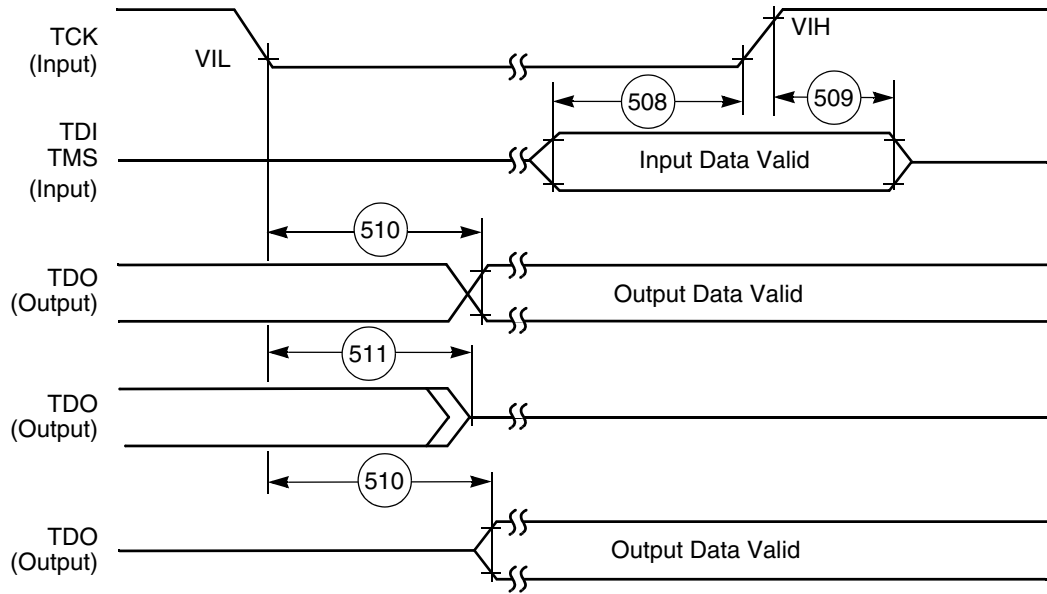 TCK
(Input)
VIL
VIH
508
509
TDI
TMS
(Input)
Input Data Valid
510
TDO
(Output)
Output Data Valid
511
TDO
(Output)
510
TDO
(Output)
Output Data Valid